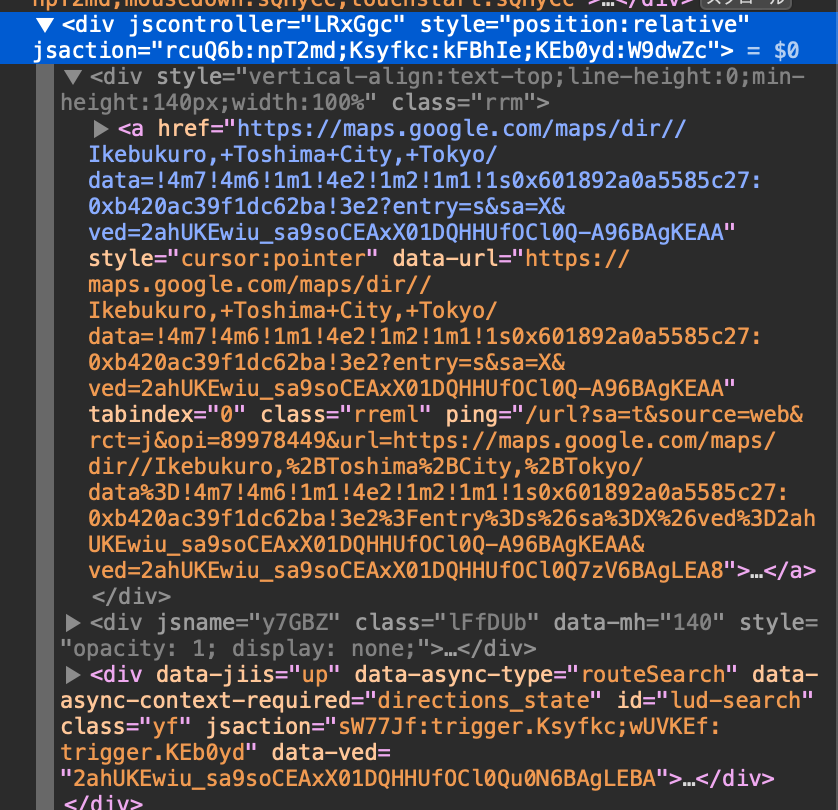 npT2md;mousedown:sQHyCc;touchstart:sQHyCc">…</div> スクロール
▼<div jscontroller="LRxGgc" style="position:relative"
jsaction="rcuQ6b:npT2md;Ksyfkc:kFBhIe;KEb0yd:W9dwZc"> = $0
▼<div style="vertical-align:text-top;line-height:0;min-
height:140px;width:100%" class="rrm">
▶<a href="https://maps.google.com/maps/dir//
Ikebukuro,+Toshima+City,+Tokyo/
data=!4m7!4m6!1m1!4e2!1m2!1m1!1s0x601892a0a5585c27:
0xb420ac39f1dc62ba!3e2?entry=s&sa=X&
ved=2ahUKEwiu_sa9soCEAxX01DQHHUfOCl0Q-A96BAgKEAA"
style="cursor:pointer" data-url="https://
maps.google.com/maps/dir//
Ikebukuro,+Toshima+City,+Tokyo/
data=!4m7!4m6!1m1!4e2!1m2!1m1!1s0x601892a0a5585c27:
0xb420ac39f1dc62ba!3e2?entry=s&sa=X&
ved=2ahUKEwiu_sa9soCEAxX01DQHHUfOCl0Q-A96BAgKEAA"
tabindex="0" class="rreml" ping="/url?sa=t&source=web&
rct=j&opi=89978449&url=https://maps.google.com/maps/
dir//Ikebukuro,%2BToshima%2BCity,%2BTokyo/
data%3D!4m7!4m6!1m1!4e2!1m2!1m1!1s0x601892a0a5585c27:
0xb420ac39f1dc62ba!3e2%3Fentry%3Ds%26sa%3DX%26ved%3D2ah
UKEwiu_sa9soCEAxX01DQHHUfOCl0Q-A96BAgKEAA&
ved=2ahUKEwiu_sa9soCEAxX01DQHHUfOCl0Q7zV6BAgLEA8">…</a>
</div>
▶<div jsname="y7GBZ" class="lFfDUb" data-mh="140" style=
"opacity: 1; display: none;">…</div>
▶<div data-jiis="up" data-async-type="routeSearch" data-
async-context-required="directions_state" id="lud-search"
class="yf" jsaction="sW77Jf:trigger.Ksyfkc;wUVKEf:
trigger.KEb0yd" data-ved=
"2ahUKEwiu_sa9soCEAxX01DQHHUfOCl0Qu0N6BAgLEBA">…</div>
</div>